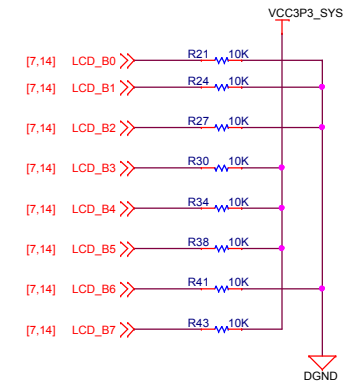 VCC3P3_SYS
[7,14] LCD_B0 R21 10K
[7,14] LCD_B1 R24 10K
[7,14] LCD_B2 R27 10K
[7,14] LCD_B3 R30 10K
[7,14] LCD_B4 R34 10K
[7,14] LCD_B5 R38 10K
[7,14] LCD_B6 R41 10K
[7,14] LCD_B7 R43 10K
DGND